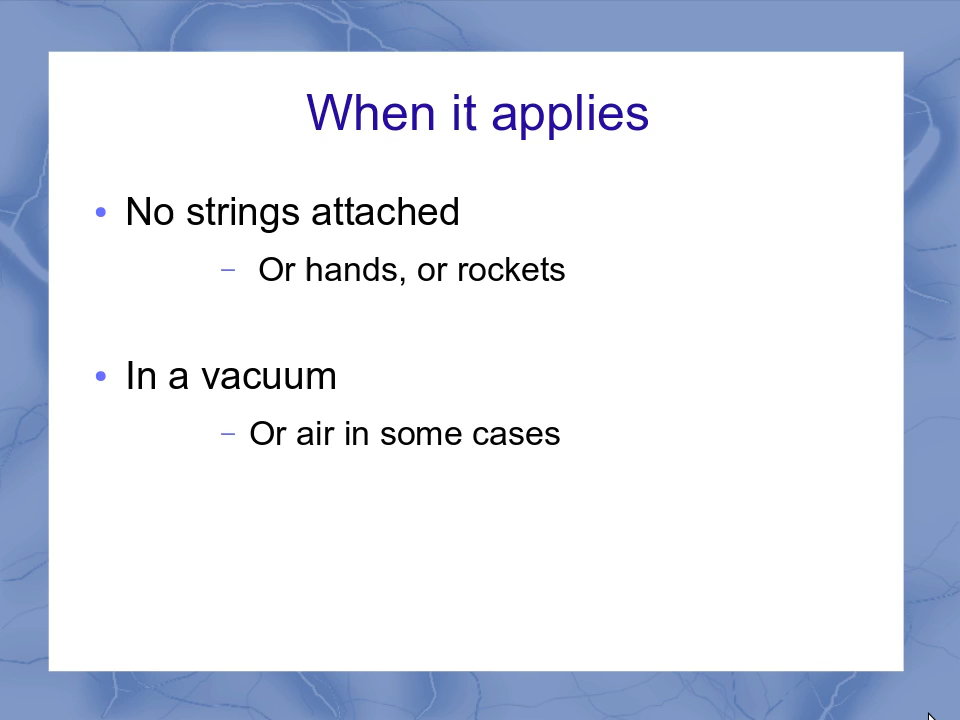 When it applies
• No strings attached
– Or hands, or rockets
• In a vacuum
– Or air in some cases